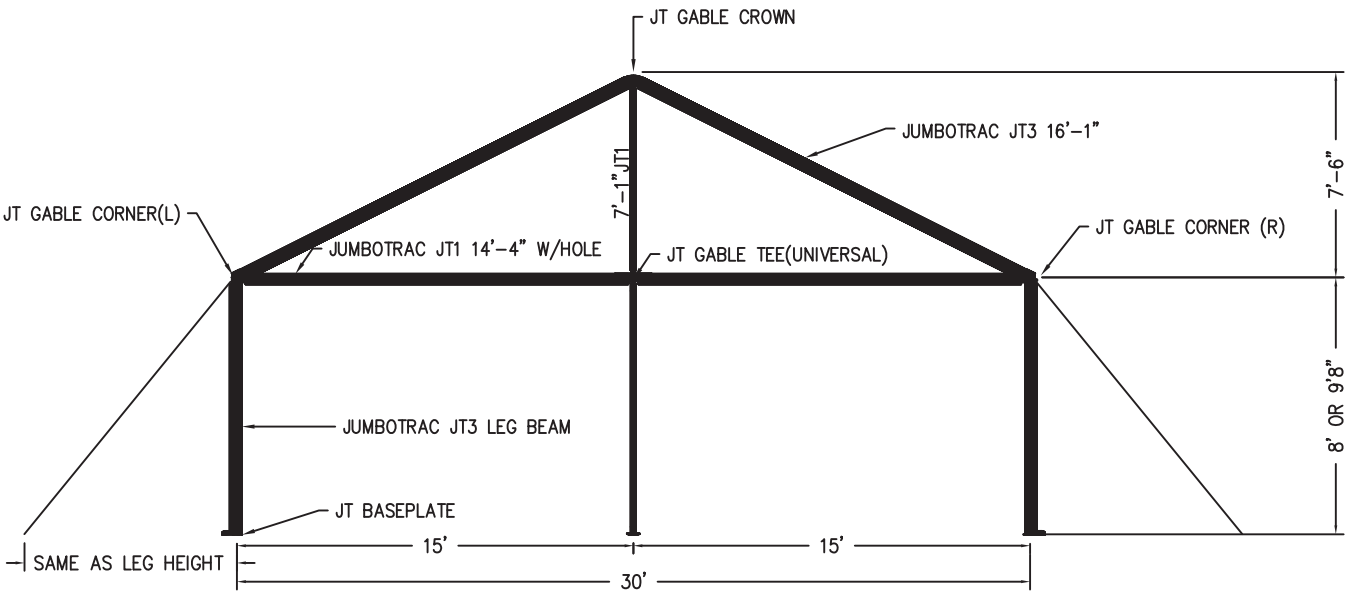 JT GABLE CROWN
JUMBOTRAC JT3 16'-1"
7'-1" JT1
7'-6"
JT GABLE CORNER(L)
JT GABLE CORNER (R)
JUMBOTRAC JT1 14'-4" W/HOLE
JT GABLE TEE(UNIVERSAL)
8' OR 9'8"
JUMBOTRAC JT3 LEG BEAM
JT BASEPLATE
15'
15'
SAME AS LEG HEIGHT
30'